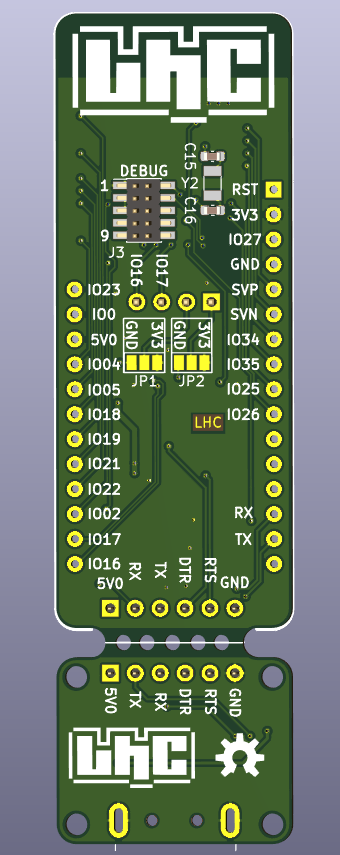 LHC
DEBUG
1
9
J3
C15
Y2
C16
RST
3V3
IO27
GND
SVP
SVN
IO34
IO35
IO25
IO26
RX
TX
IO16
IO17
IO23
IO0
5V0
IO04
IO05
IO18
IO19
IO21
IO22
IO02
IO17
IO16
GND 3V3
GND 3V3
JP1
JP2
LHC
5V0 RX TX DTR RTS GND
5V0 TX RX DTR RTS GND
LHC